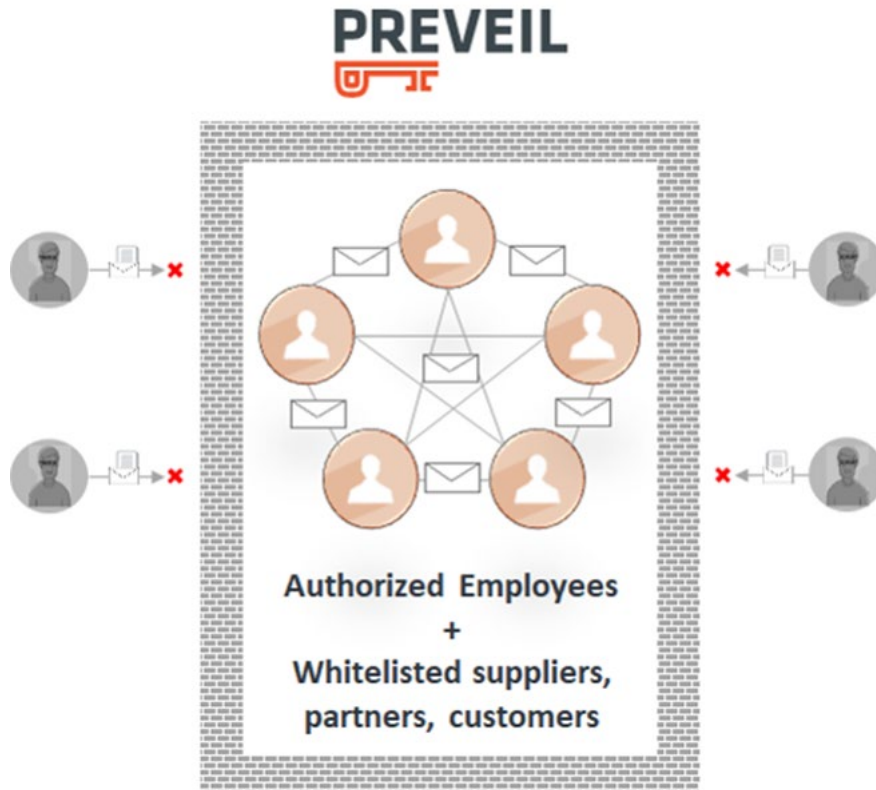 PREVEIL
Authorized Employees
+
Whitelisted suppliers,
partners, customers